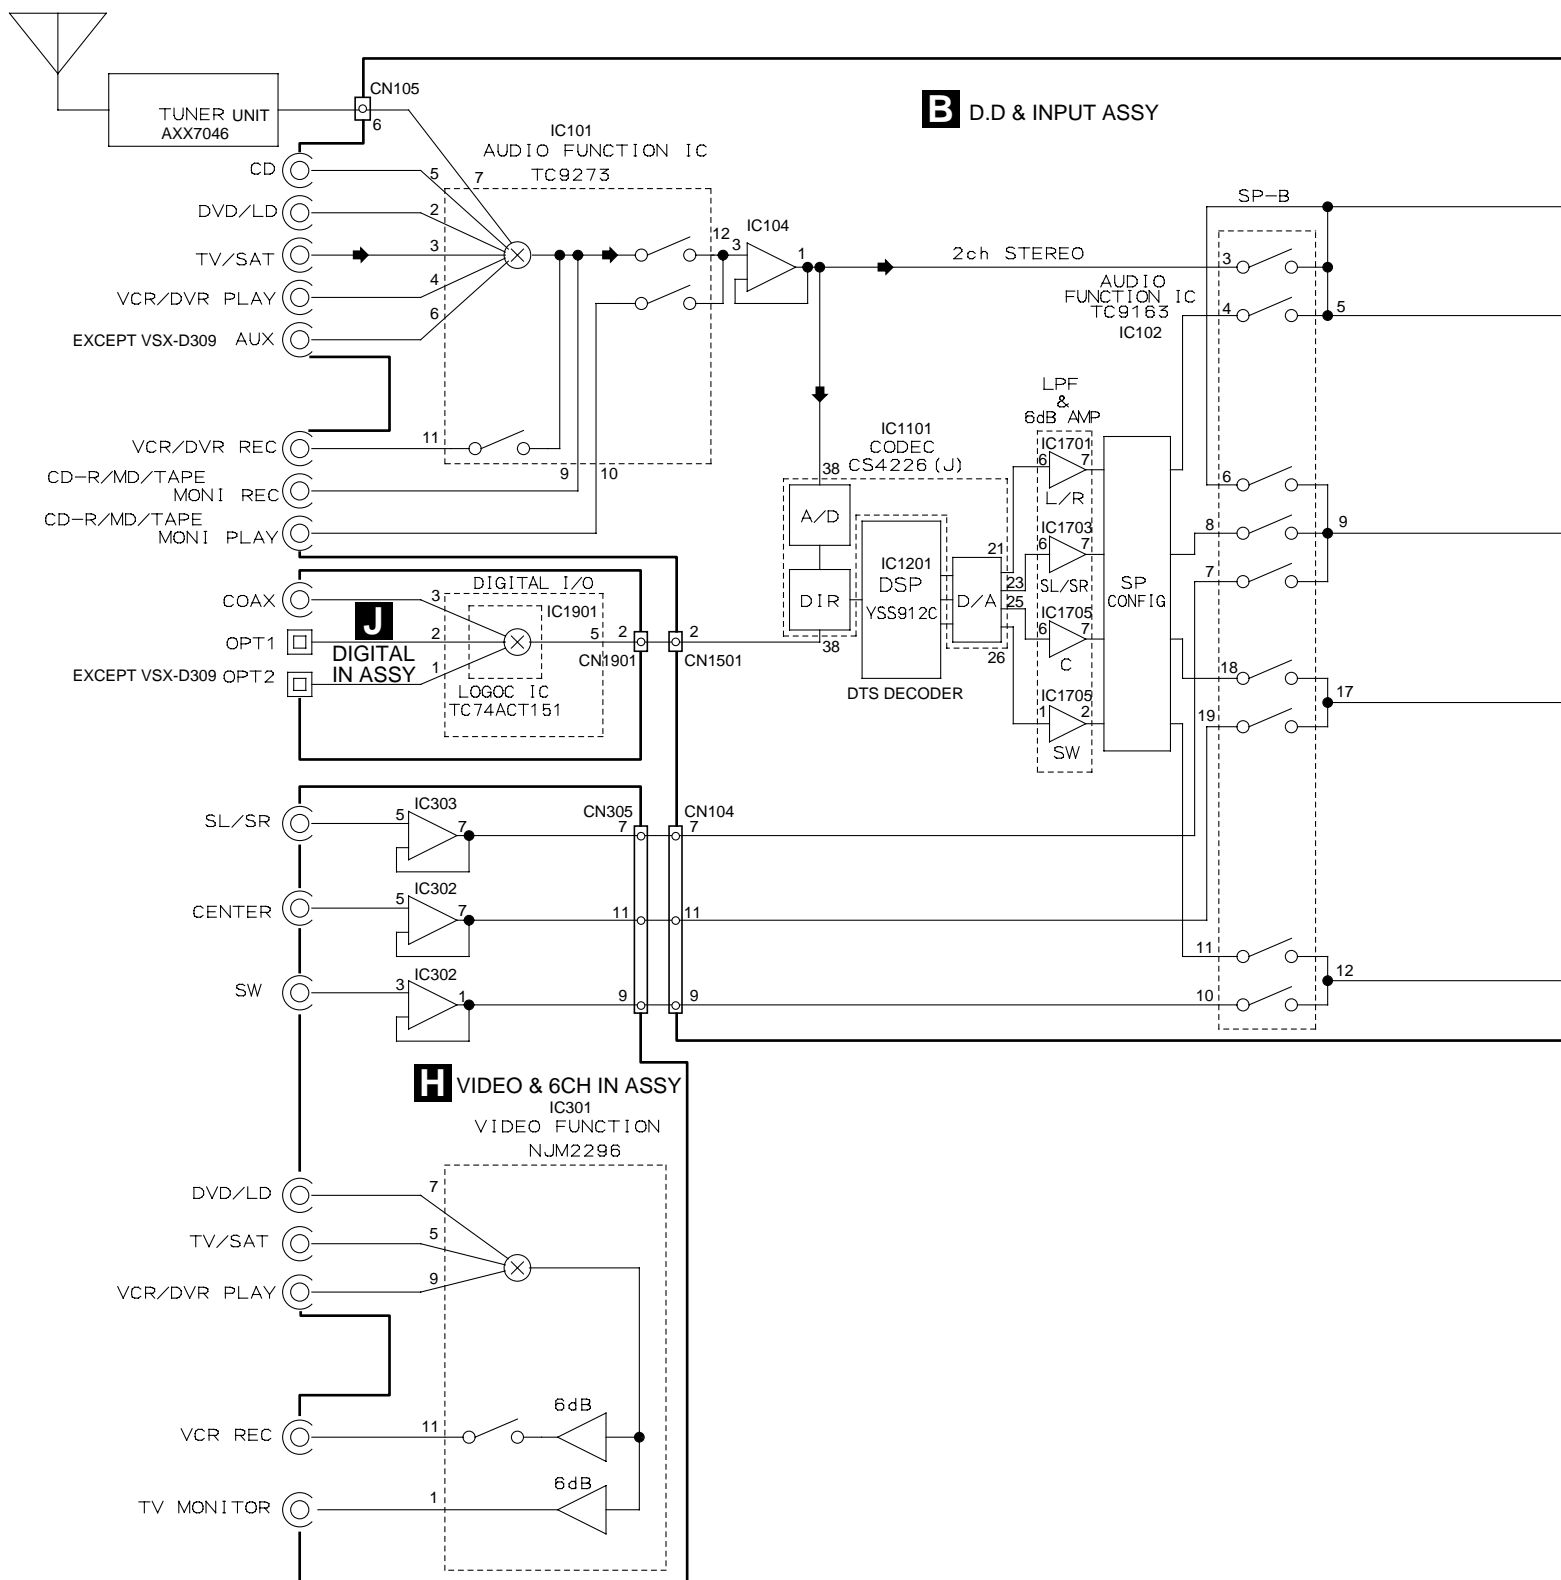 CN105
TUNER UNIT
AXX7046
6
B D.D & INPUT ASSY
IC101
AUDIO FUNCTION IC
TC9273
CD
5
7
DVD/LD
2
TV/SAT
3
VCR/DVR PLAY
4
EXCEPT VSX-D309 AUX
6
12
3
IC104
1
2ch STEREO
SP-B
3
AUDIO
FUNCTION IC
TC9163
IC102
4
5
VCR/DVR REC
11
9
10
CD-R/MD/TAPE
MONI REC
CD-R/MD/TAPE
MONI PLAY
LPF
&
6dB AMP
IC1101
CODEC
CS4226(J)
38
A/D
IC1201
DSP
YSS912C
DIR
D/A
38
DTS DECODER
21
23
25
26
IC1701
6
7
L/R
IC1703
6
7
SL/SR
IC1705
6
7
C
IC1705
1
2
SW
SP
CONFIG
6
8
9
7
18
17
19
DIGITAL I/O
COAX
3
IC1901
J
DIGITAL
IN ASSY
OPT1
2
5
2
CN1901
2
CN1501
EXCEPT VSX-D309 OPT2
1
LOGOC IC
TC74ACT151
SL/SR
5
IC303
7
CN305
7
CN104
7
CENTER
5
IC302
7
11
11
SW
3
IC302
1
9
9
11
12
10
H VIDEO & 6CH IN ASSY
IC301
VIDEO FUNCTION
NJM2296
DVD/LD
7
TV/SAT
5
VCR/DVR PLAY
9
VCR REC
11
6dB
TV MONITOR
1
6dB